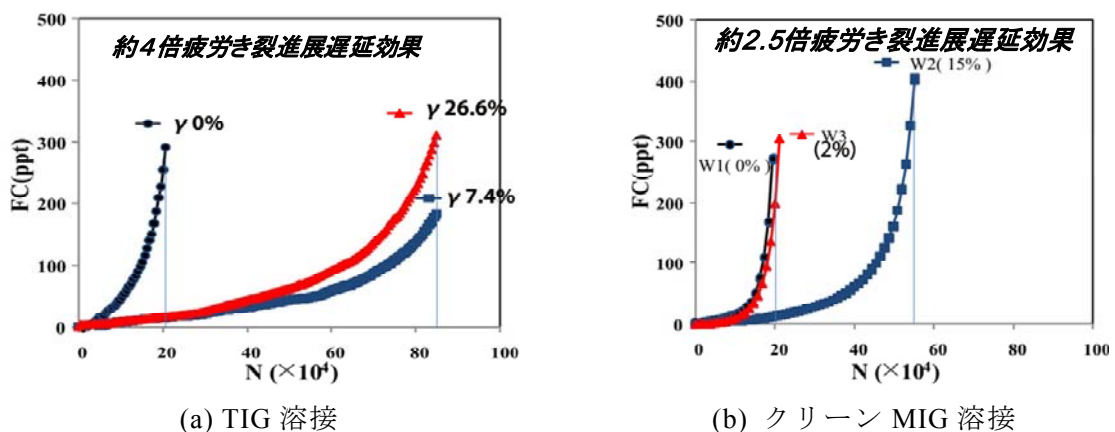 約4倍疲労き裂進展遅延効果
FC(ppt)
500
400
300
200
100
0
γ 0%
γ 26.6%
γ 7.4%
0
20
40
60
80
100
N (×10⁴)
(a) TIG 溶接
約2.5倍疲労き裂進展遅延効果
FC(ppt)
500
400
300
200
100
0
W2( 15% )
W1( 0% )
W3
(2%)
0
20
40
60
80
100
N (×10⁴)
(b) クリーン MIG 溶接